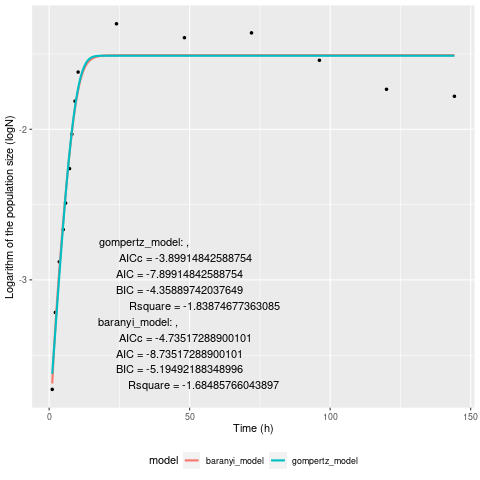 Logarithm of the population size (logN)
-2
-3
gompertz_model: ,
AICc = -3.89914842588754
AIC = -7.89914842588754
BIC = -4.35889742037649
Rsquare = -1.83874677363085
baranyi_model: ,
AICc = -4.73517288900101
AIC = -8.73517288900101
BIC = -5.19492188348996
Rsquare = -1.68485766043897
0 50 100 150
Time (h)
model baranyi_model gompertz_model